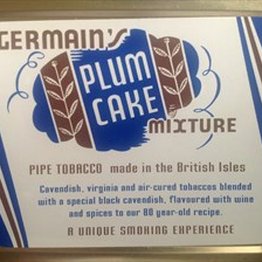 GERMAIN'S
PLUM
CAKE
MIXTURE
PIPE TOBACCO made in the British Isles
Cavendish, virginia and air-cured tobaccos blended
with a special black cavendish, flavoured with wine
and spices to our 80 year-old recipe.
A UNIQUE SMOKING EXPERIENCE